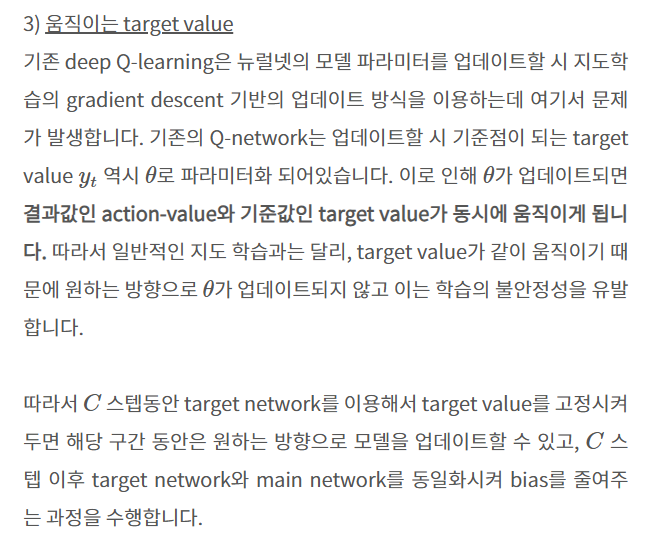 3) 움직이는 target value
기존 deep Q-learning은 뉴럴넷의 모델 파라미터를 업데이트할 시 지도학
습의 gradient descent 기반의 업데이트 방식을 이용하는데 여기서 문제
가 발생합니다. 기존의 Q-network는 업데이트할 시 기준점이 되는 target
value yₜ 역시 θ로 파라미터화 되어있습니다. 이로 인해 θ가 업데이트되면
결과값인 action-value와 기준값인 target value가 동시에 움직이게 됩니
다. 따라서 일반적인 지도 학습과는 달리, target value가 같이 움직이기 때
문에 원하는 방향으로 θ가 업데이트되지 않고 이는 학습의 불안정성을 유발
합니다.
따라서 C 스텝동안 target network를 이용해서 target value를 고정시켜
두면 해당 구간 동안은 원하는 방향으로 모델을 업데이트할 수 있고, C 스
텝 이후 target network와 main network를 동일화시켜 bias를 줄여주
는 과정을 수행합니다.